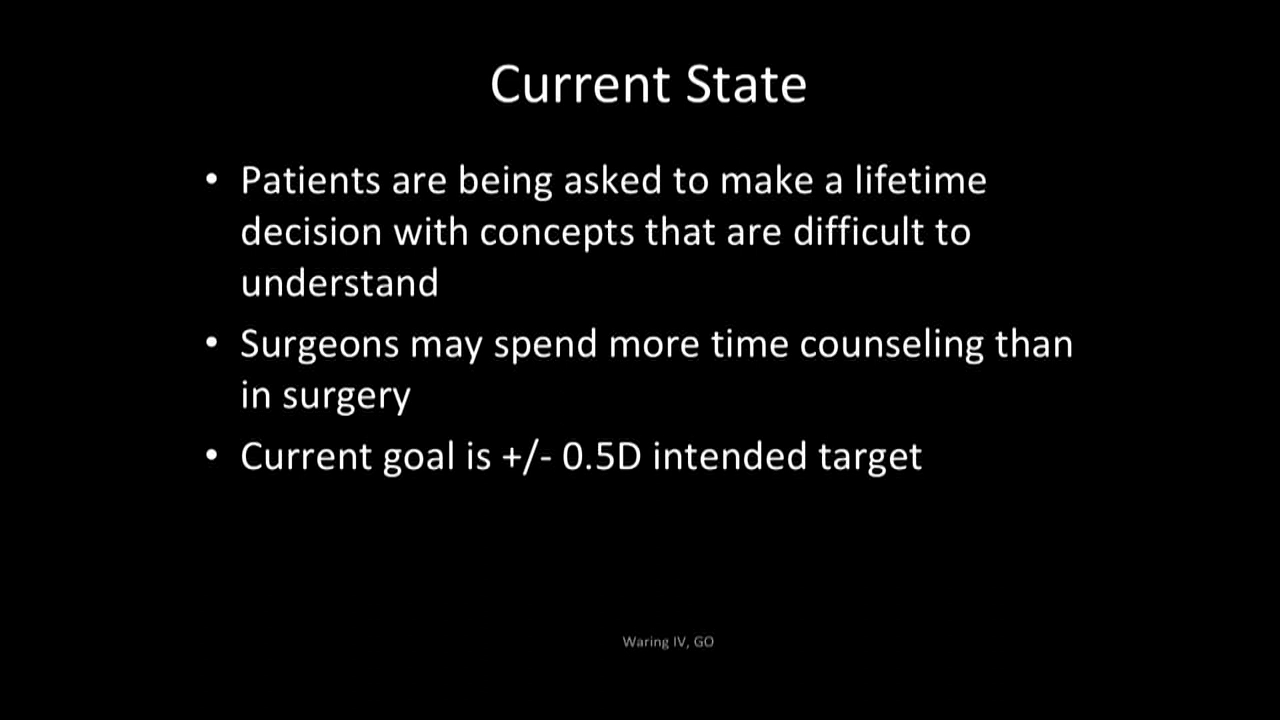 Current State
• Patients are being asked to make a lifetime
decision with concepts that are difficult to
understand
• Surgeons may spend more time counseling than
in surgery
• Current goal is +/- 0.5D intended target
Waring IV, GO